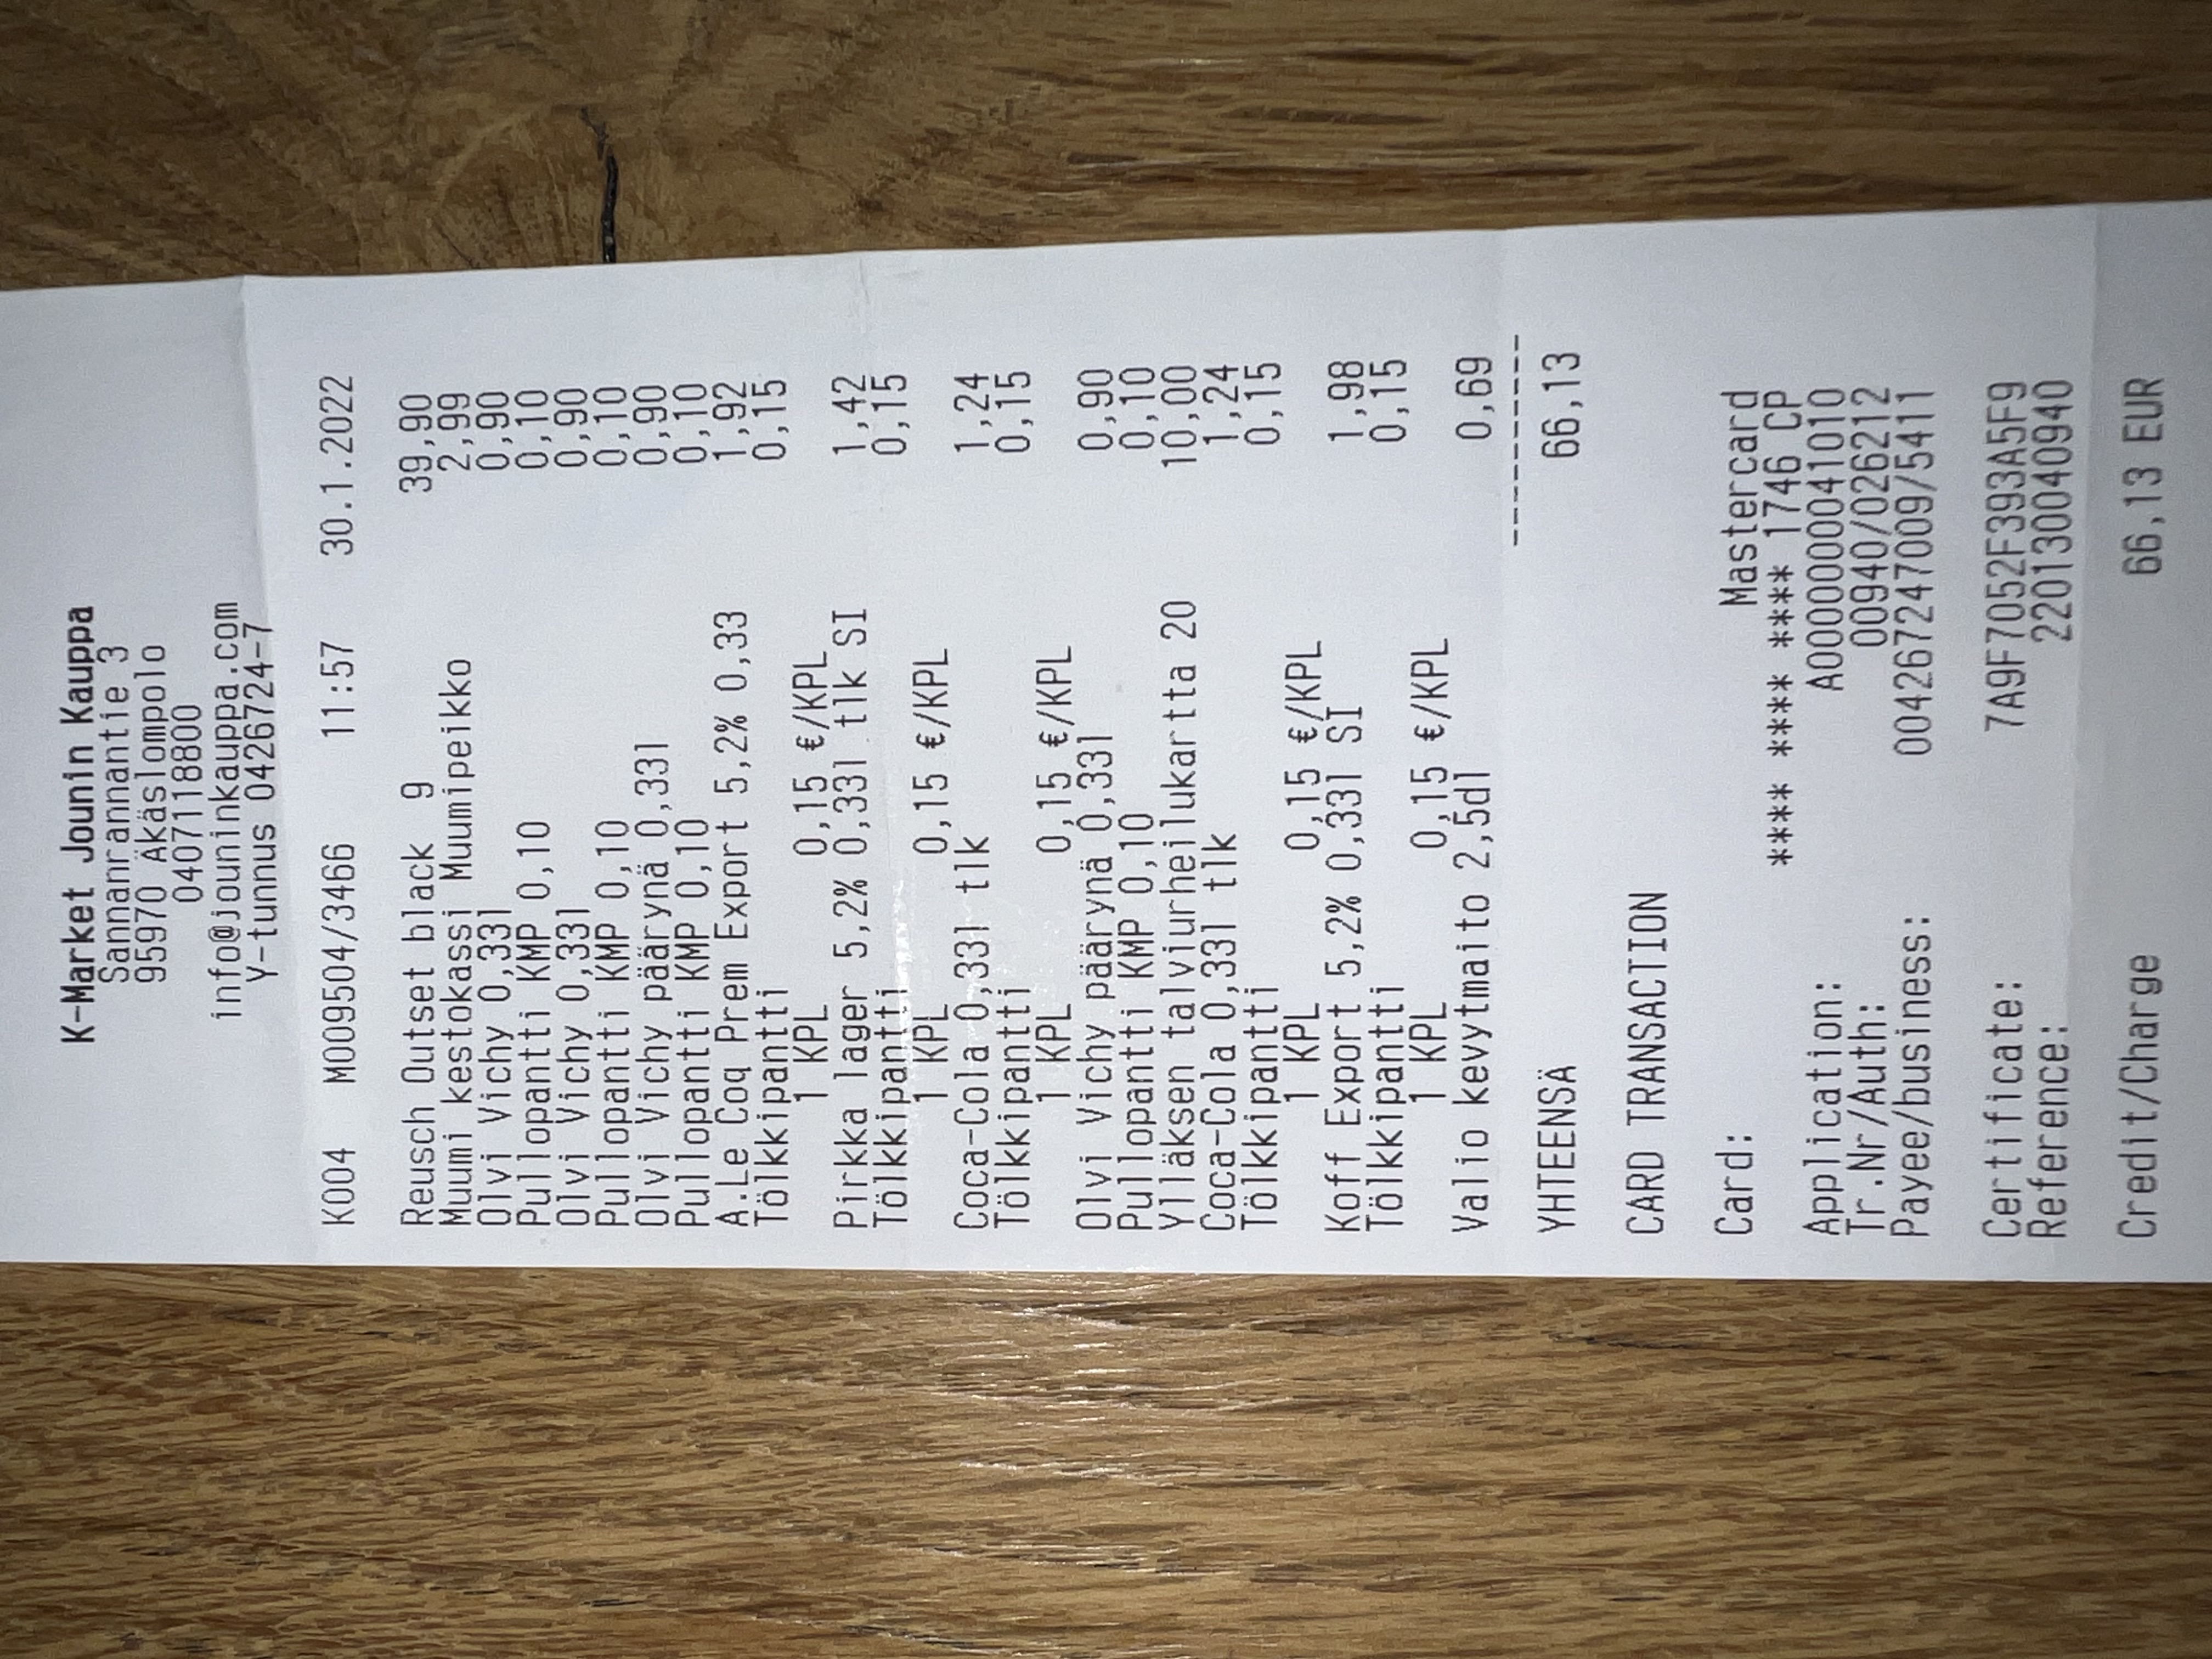 K-Market Jounin Kauppa
Sannanrannantie 3
95970 Äkäslompolo
0407118800
info@jouninkauppa.com
Y-tunnus 0426724-7
K004 M009504/3466 11:57 30.1.2022
Reusch Outset black 9 39,90
Muumi kestokassi Muumipeikko 2,99
Olvi Vichy 0,33l 0,90
Pullopantti KMP 0,10 0,10
Olvi Vichy 0,33l 0,90
Pullopantti KMP 0,10 0,10
Olvi Vichy päärynä 0,33l 0,90
Pullopantti KMP 0,10 0,10
A.Le Coq Prem Export 5,2% 0,33 1,92
Tölkkipantti 0,15
1 KPL 0,15 €/KPL
Pirkka lager 5,2% 0,33l tlk SI 1,42
Tölkkipantti 0,15
1 KPL 0,15 €/KPL
Coca-Cola 0,33l tlk 1,24
Tölkkipantti 0,15
1 KPL 0,15 €/KPL
Olvi Vichy päärynä 0,33l 0,90
Pullopantti KMP 0,10 0,10
Ylläksen talviurheilukartta 20 10,00
Coca-Cola 0,33l tlk 1,24
Tölkkipantti 0,15
1 KPL 0,15 €/KPL
Koff Export 5,2% 0,33l SI 1,98
Tölkkipantti 0,15
1 KPL 0,15 €/KPL
Valio kevytmaito 2,5dl 0,69
----------
YHTEENSÄ 66,13
CARD TRANSACTION
Card: Mastercard
**** **** **** 1746 CP
Application: A0000000041010
Tr.Nr/Auth: 00940/026212
Payee/business: 004267247009/5411
Certificate: 7A9F7052F393A5F9
Reference: 220130040940
Credit/Charge 66,13 EUR